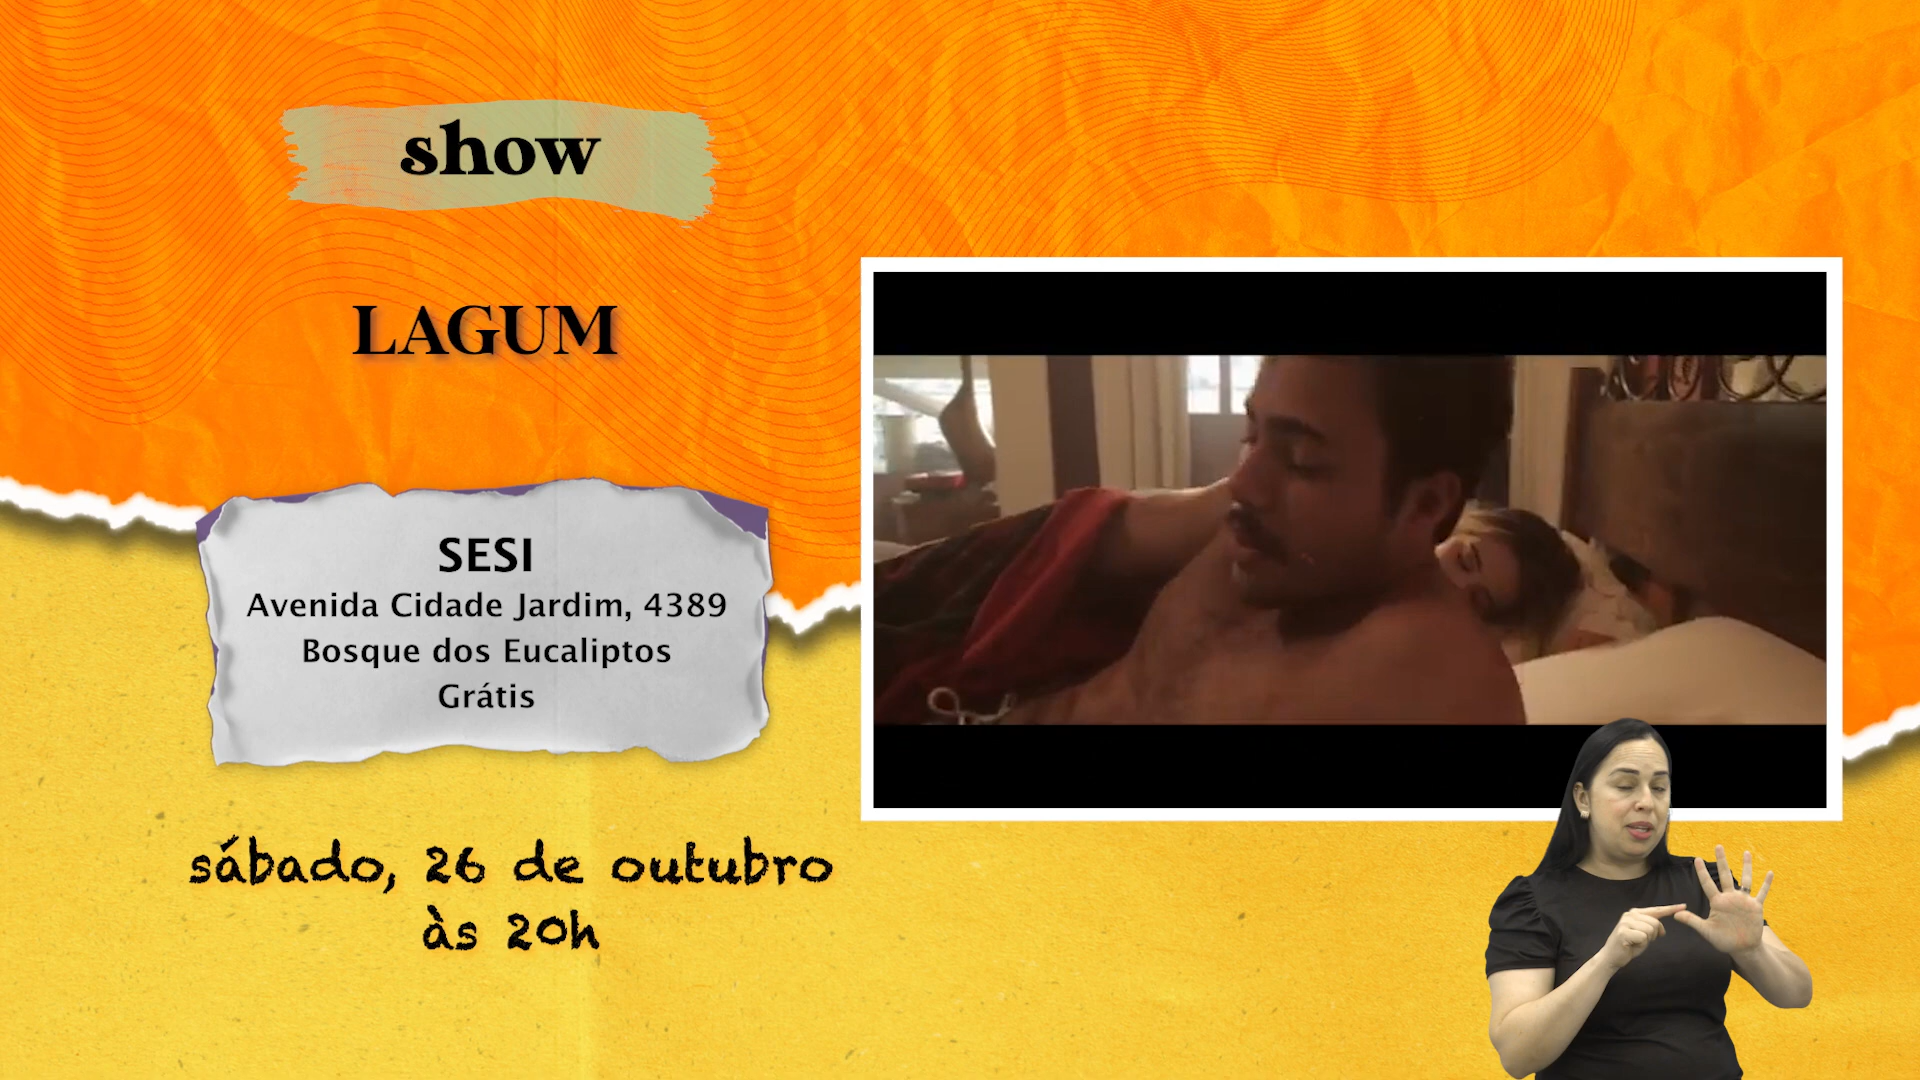 show
LAGUM
SESI
Avenida Cidade Jardim, 4389
Bosque dos Eucaliptos
Grátis
sábado, 26 de outubro
às 20h